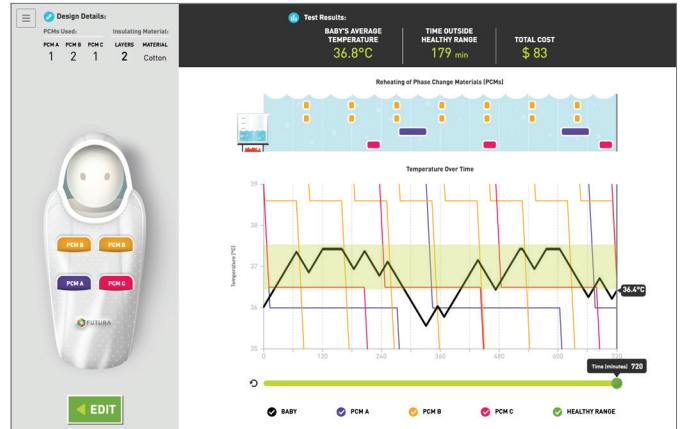 Design Details:
PCMs Used:
Insulating Material:
PCM A PCM B PCM C LAYERS MATERIAL
1 2 1 2 Cotton
PCM B PCM B
PCM A PCM C
FUTURA
EDIT
Test Results:
BABY'S AVERAGE TEMPERATURE
36.8°C
TIME OUTSIDE HEALTHY RANGE
179 min
TOTAL COST
$ 83
Reheating of Phase Change Materials (PCMs)
Temperature Over Time
Temperature (°C)
39
38
37
36
35
36.4°C
0 120 240 360 480 600 720
Time (minutes) 720
BABY PCM A PCM B PCM C HEALTHY RANGE